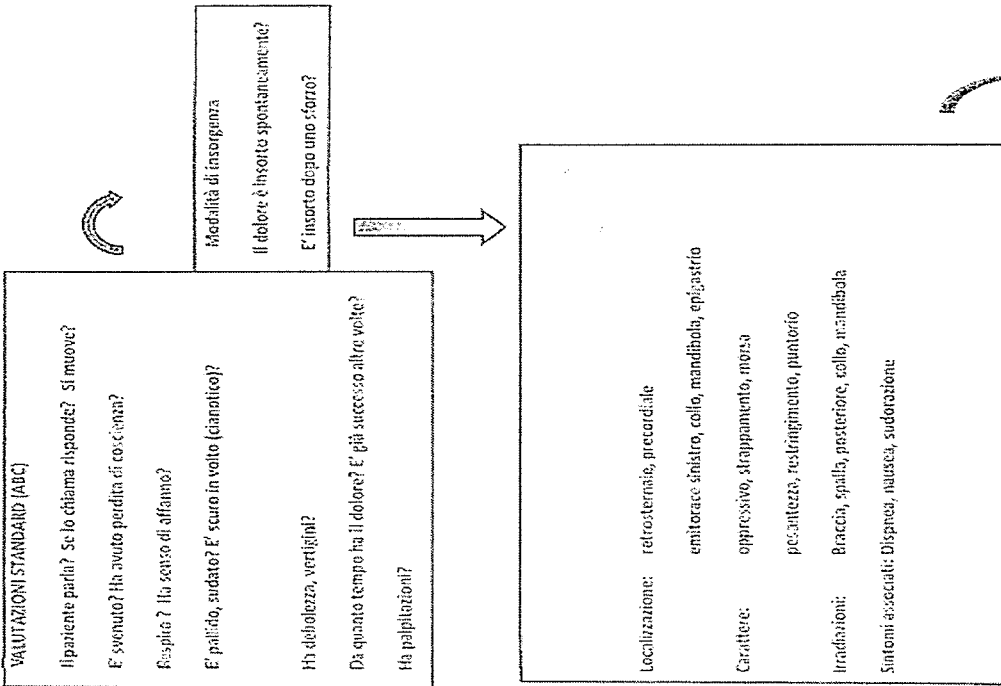 VALUTAZIONI STANDARD (ABC)
Il paziente parla? Se lo chiama risponde? Si muove?
E' svenuto? Ha avuto perdita di coscienza?
Respira ? Ha senso di affanno?
E' pallido, sudato? E' scuro in volto (cianotico)?
Ha debolezza, vertigini?
Da quanto tempo ha il dolore? E' già successo altre volte?
Ha palpitazioni?
Modalità di insorgenza
Il dolore è insorto spontaneamente?
E' insorto dopo uno sforzo?
Localizzazione: retrosternale, precordiale
emitorace sinistro, collo, mandibola, epigastrio
Carattere: oppressivo, strappamento, morsa
pesantezza, restringimento, puntorio
Irradiazioni: Braccia, spalla, posteriore, collo, mandibola
Sintomi associati: Dispnea, nausea, sudorazione